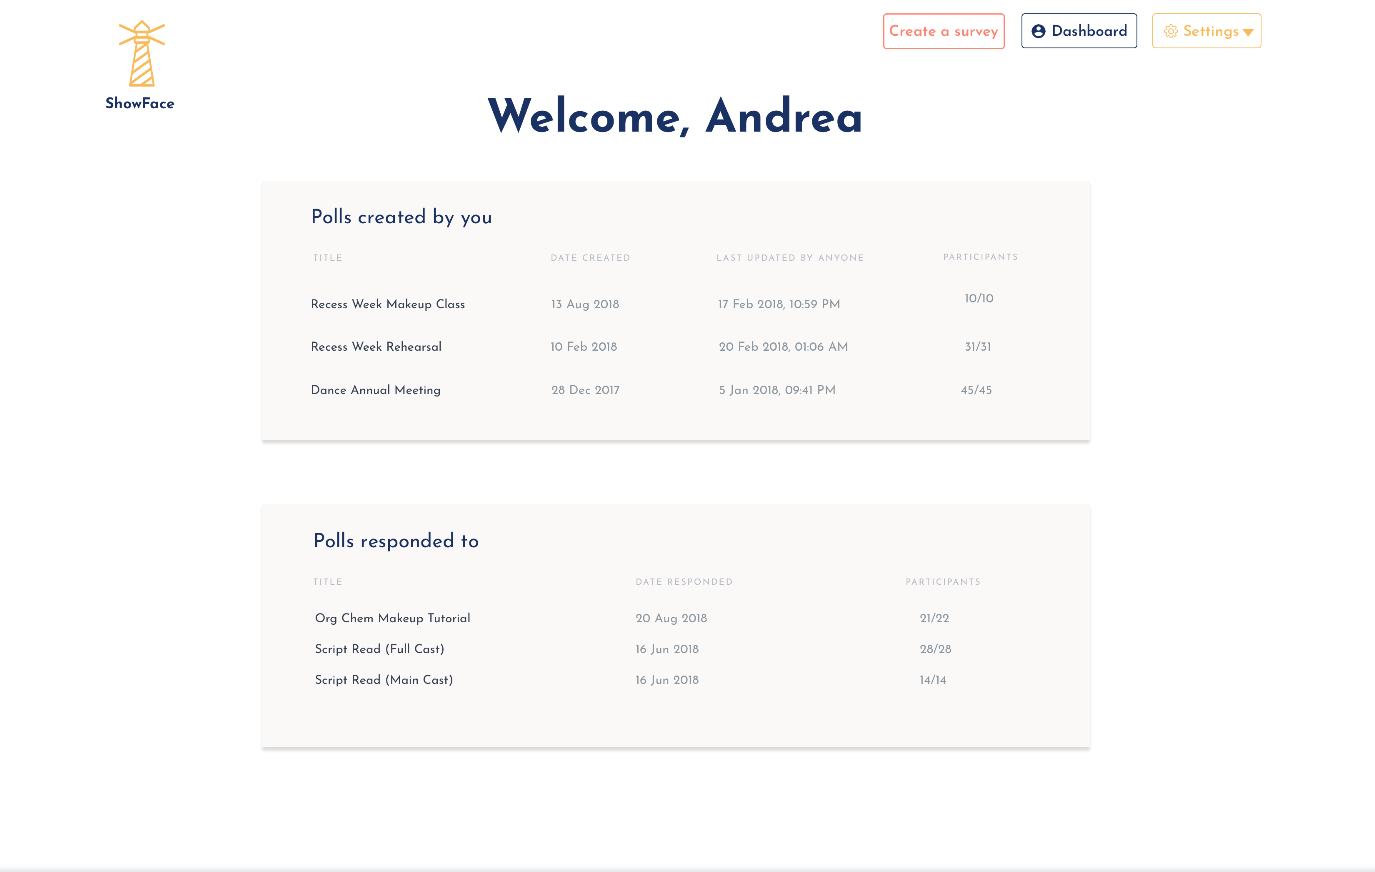 Create a survey Dashboard Settings
ShowFace
Welcome, Andrea
Polls created by you
TITLE DATE CREATED LAST UPDATED BY ANYONE PARTICIPANTS
Recess Week Makeup Class 13 Aug 2018 17 Feb 2018, 10:59 PM 10/10
Recess Week Rehearsal 10 Feb 2018 20 Feb 2018, 01:06 AM 31/31
Dance Annual Meeting 28 Dec 2017 5 Jan 2018, 09:41 PM 45/45
Polls responded to
TITLE DATE RESPONDED PARTICIPANTS
Org Chem Makeup Tutorial 20 Aug 2018 21/22
Script Read (Full Cast) 16 Jun 2018 28/28
Script Read (Main Cast) 16 Jun 2018 14/14